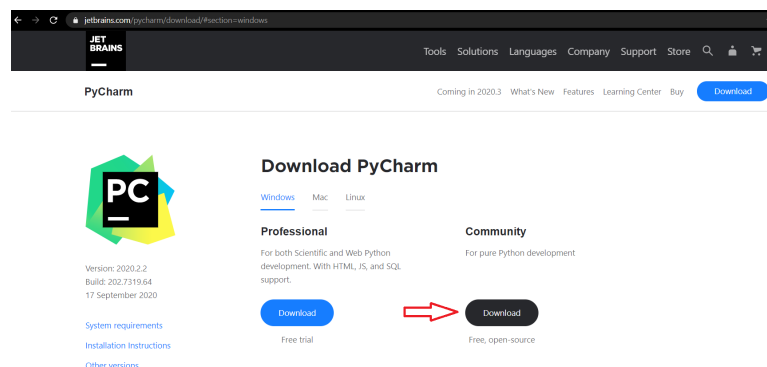 jetbrains.com/pycharm/download/#section=windows
JET
BRAINS
Tools Solutions Languages Company Support Store
PyCharm
Coming in 2020.3 What's New Features Learning Center Buy Download
PC
Download PyCharm
Windows Mac Linux
Professional
For both Scientific and Web Python
development. With HTML, JS, and SQL
support.
Download
Free trial
Community
For pure Python development
Download
Free, open-source
Version: 2020.2.2
Build: 202.7319.64
17 September 2020
System requirements
Installation Instructions
Other versions